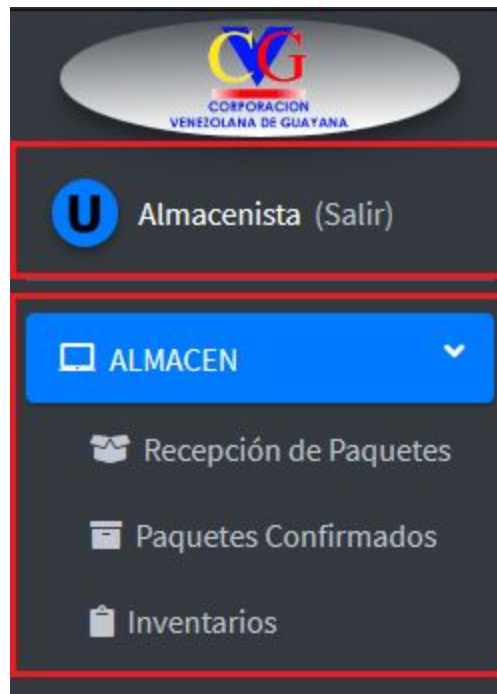 CVG
CORPORACION
VENEZOLANA DE GUAYANA
U Almacenista (Salir)
ALMACEN
Recepción de Paquetes
Paquetes Confirmados
Inventarios